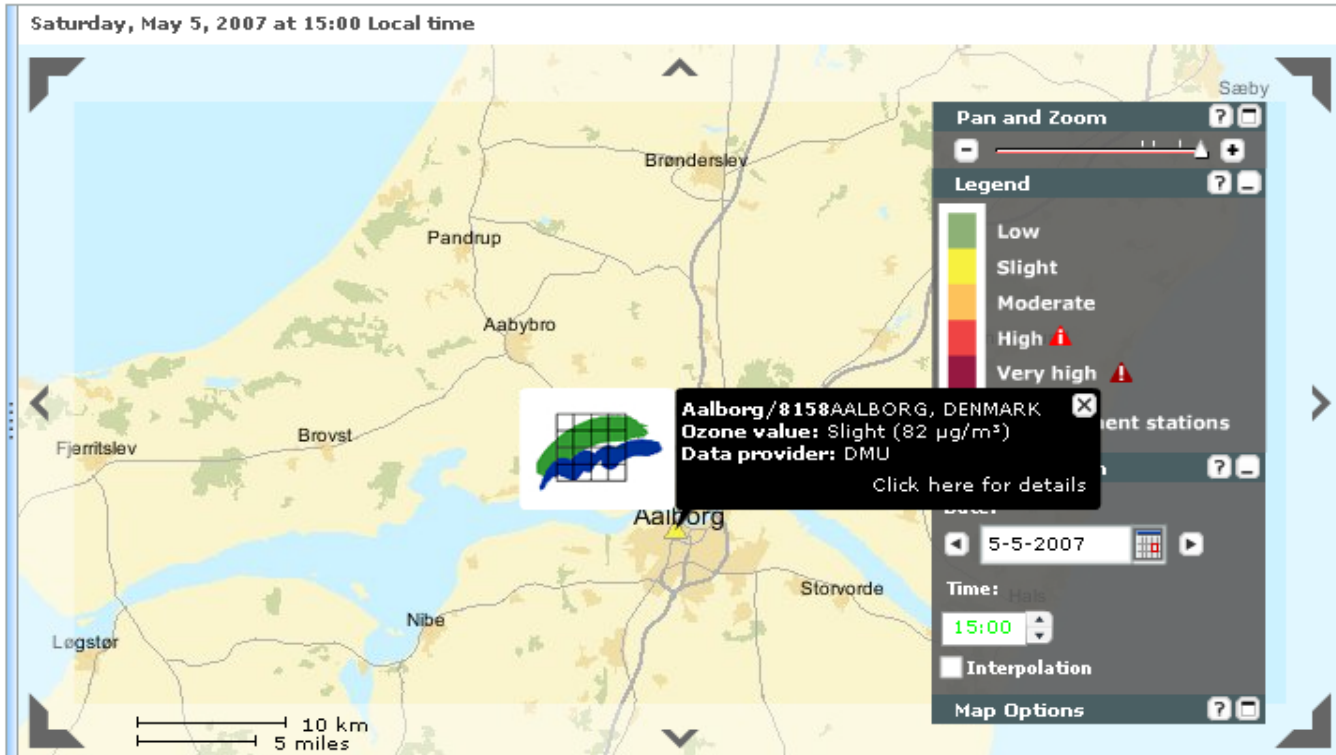 Saturday, May 5, 2007 at 15:00 Local time
Sæby
Pan and Zoom ?
- +
Brønderslev
Legend ?
Low
Slight
Moderate
High
Very high
Pandrup
Aabybro
Aalborg/8158AALBORG, DENMARK
Ozone value: Slight (82 µg/m³)
Data provider: DMU
Click here for details
ent stations
Brovst
Fjerritslev
?
Aalborg
5-5-2007
Storvorde
Time:
Hals
15:00
Nibe
Løgstør
Interpolation
Map Options ?
10 km
5 miles